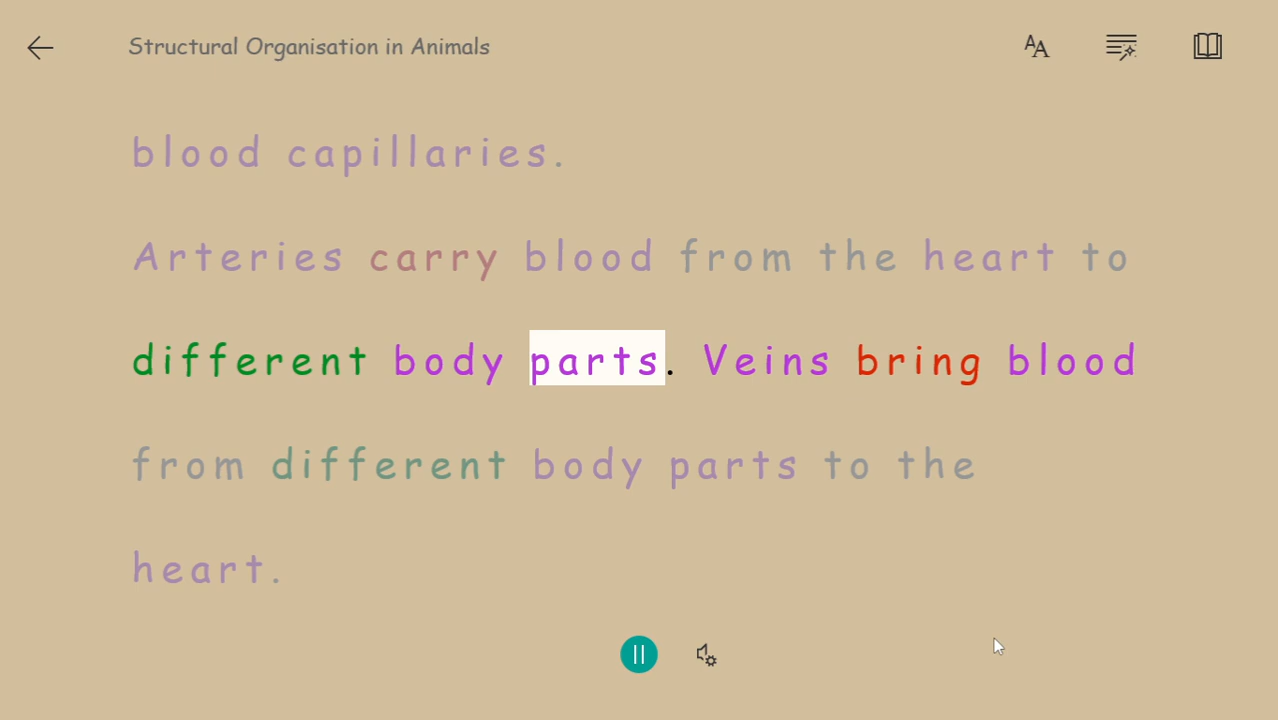 Structural Organisation in Animals
blood capillaries.
Arteries carry blood from the heart to
different body parts. Veins bring blood
from different body parts to the
heart.